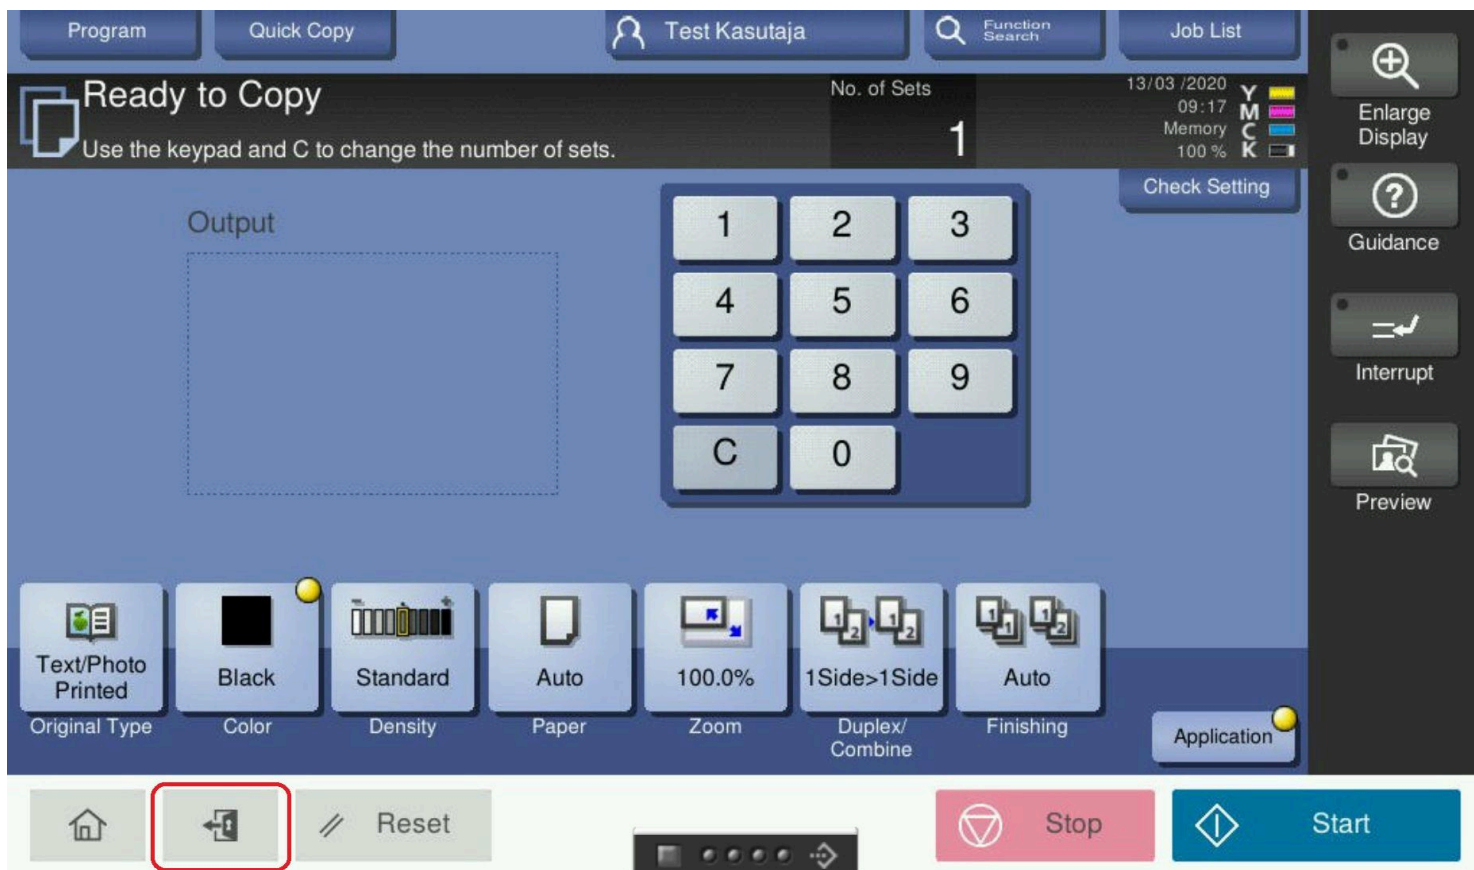 Program
Quick Copy
Test Kasutaja
Function
Search
Job List
Ready to Copy
Use the keypad and C to change the number of sets.
No. of Sets
1
13/03 /2020
09:17
Memory
100 %
Y
M
C
K
Check Setting
Output
1 2 3
4 5 6
7 8 9
C 0
Text/Photo
Printed
Original Type
Black
Color
Standard
Density
Auto
Paper
100.0%
Zoom
1Side>1Side
Duplex/
Combine
Auto
Finishing
Application
Enlarge
Display
Guidance
Interrupt
Preview
Reset
Stop
Start